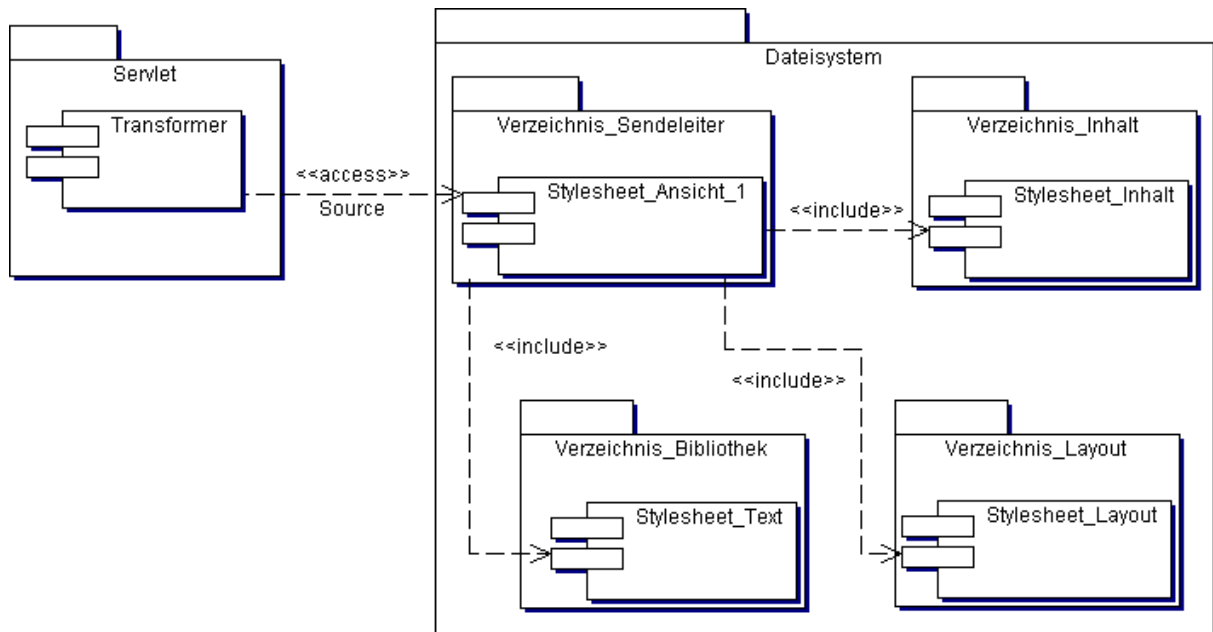 Servlet
Transformer
<<access>>
Source
Dateisystem
Verzeichnis_Sendeleiter
Stylesheet_Ansicht_1
<<include>>
Verzeichnis_Inhalt
Stylesheet_Inhalt
<<include>>
<<include>>
Verzeichnis_Bibliothek
Stylesheet_Text
Verzeichnis_Layout
Stylesheet_Layout